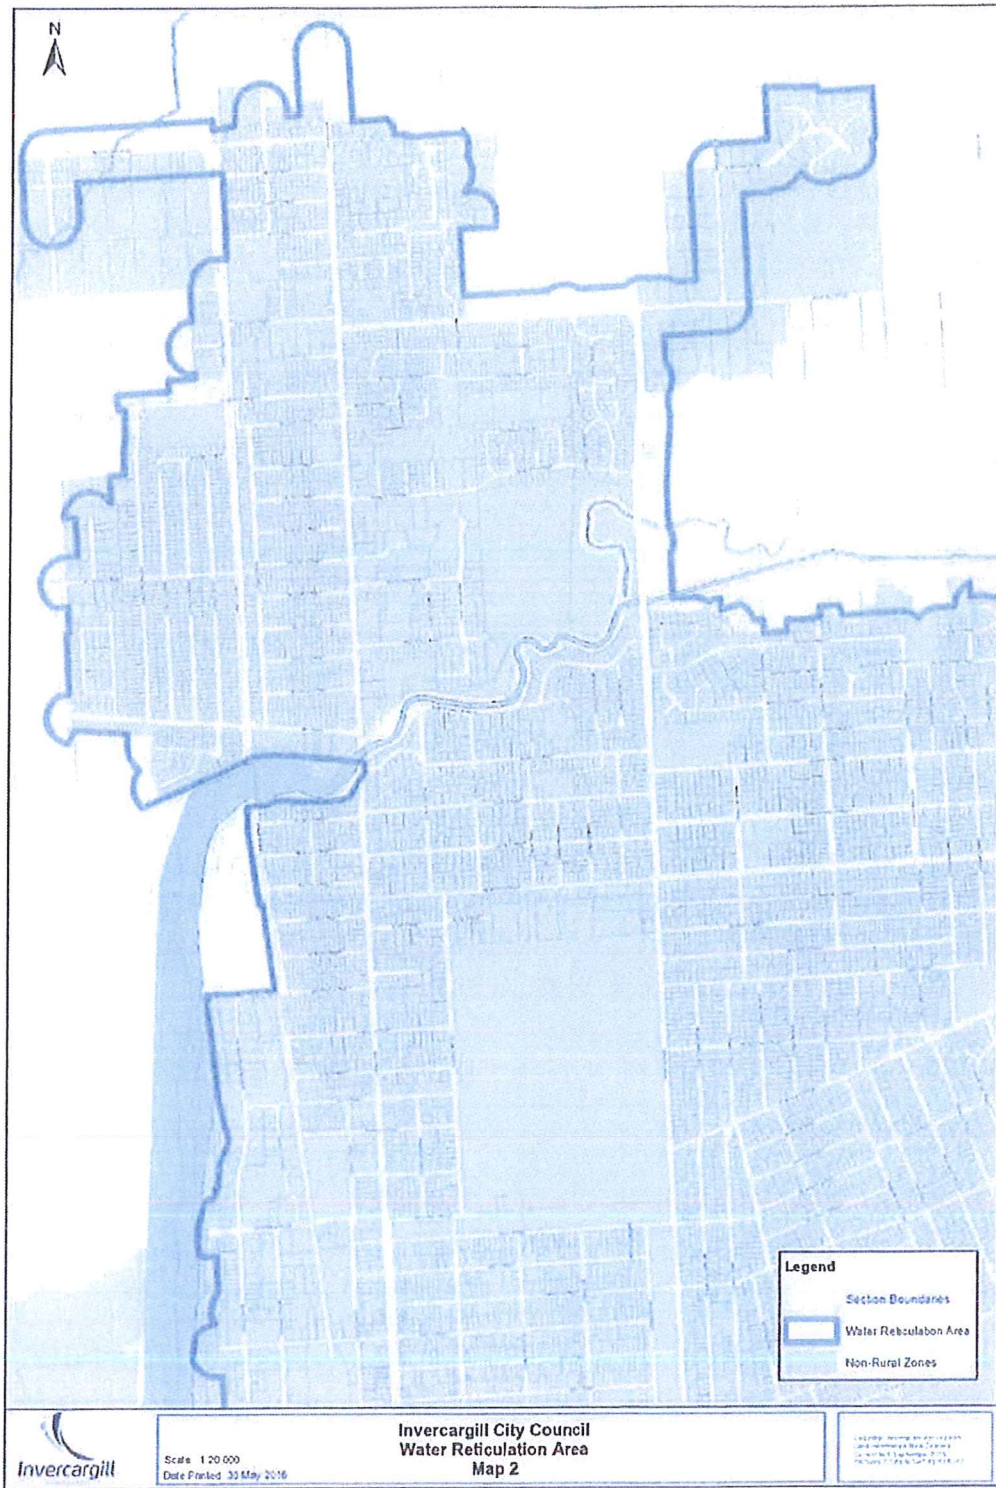 N
Legend
Section Boundaries
Water Reticulation Area
Non-Rural Zones
Invercargill
Scale 1:20 000
Date Printed 30 May 2016
Invercargill City Council
Water Reticulation Area
Map 2